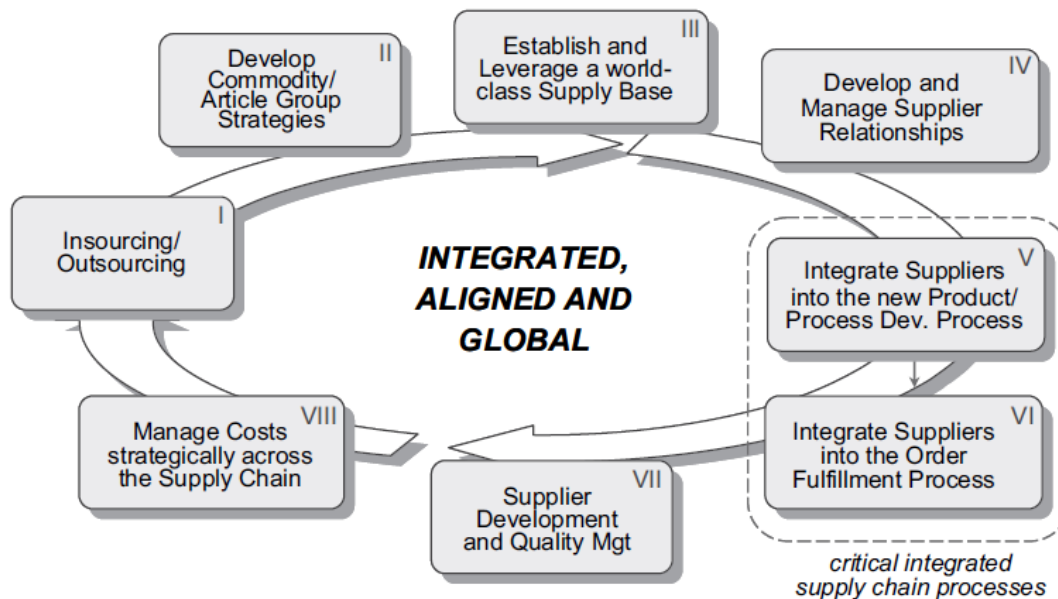 I
Insourcing/
Outsourcing
II
Develop
Commodity/
Article Group
Strategies
III
Establish and
Leverage a world-
class Supply Base
IV
Develop and
Manage Supplier
Relationships
V
Integrate Suppliers
into the new Product/
Process Dev. Process
VI
Integrate Suppliers
into the Order
Fulfillment Process
critical integrated
supply chain processes
VII
Supplier
Development
and Quality Mgt
VIII
Manage Costs
strategically across
the Supply Chain
INTEGRATED,
ALIGNED AND
GLOBAL